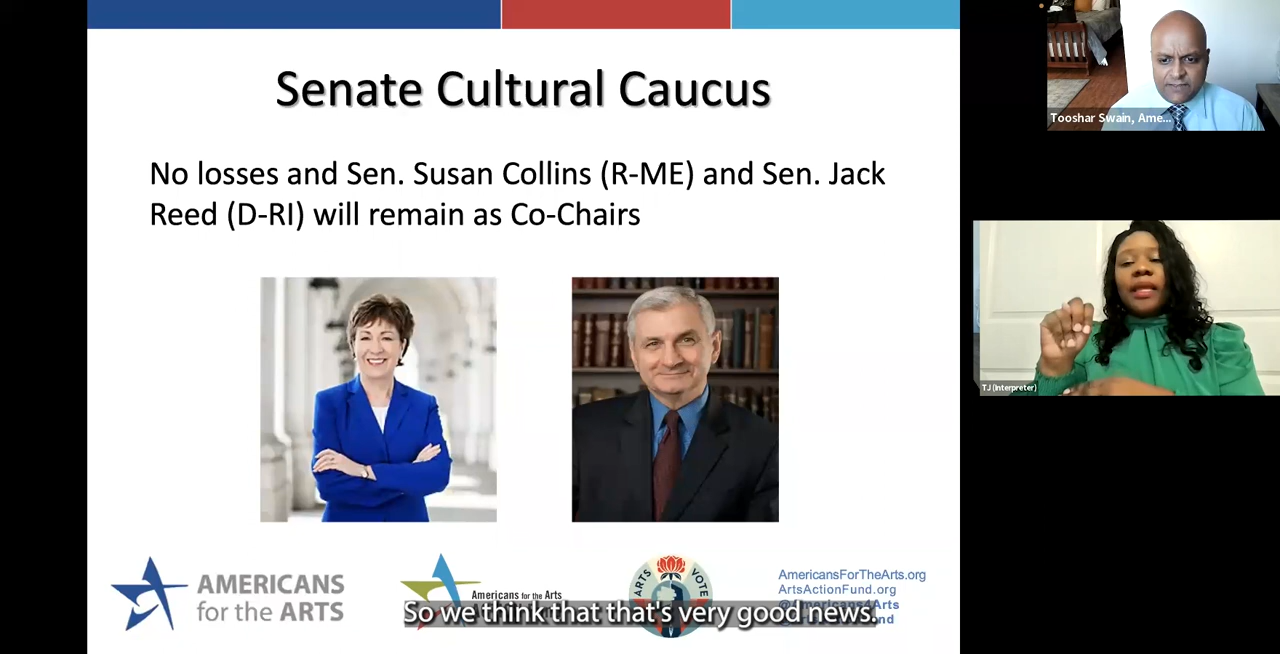 Senate Cultural Caucus
No losses and Sen. Susan Collins (R-ME) and Sen. Jack
Reed (D-RI) will remain as Co-Chairs
AMERICANS
for the ARTS
Americans for the Arts
ARTS VOTE
AmericansForTheArts.org
ArtsActionFund.org
@Americans4Arts
So we think that that's very good news.
Tooshar Swain, Ame...
TJ (Interpreter)